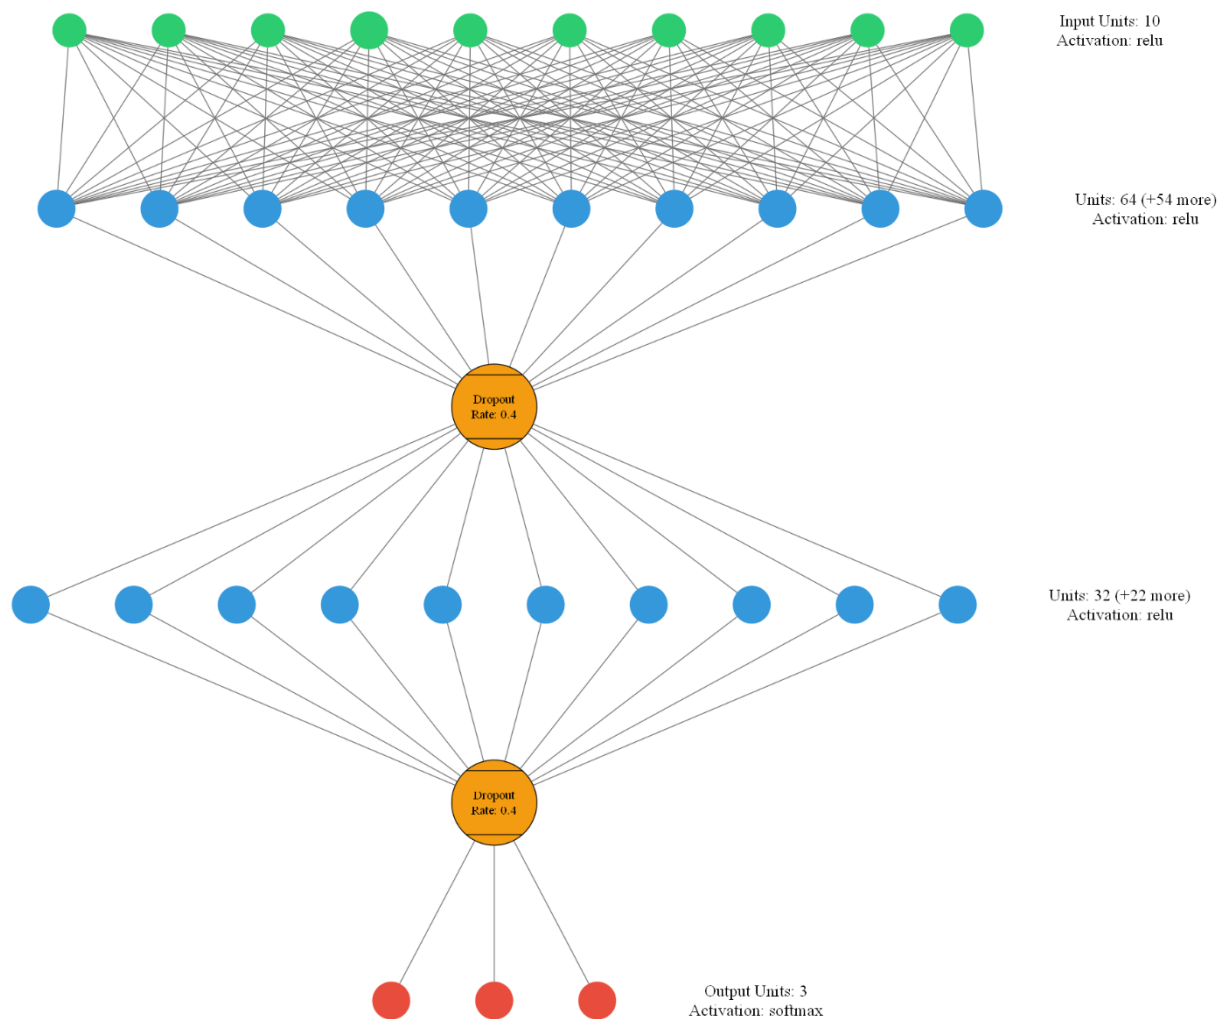 Input Units: 10
Activation: relu
Units: 64 (+54 more)
Activation: relu
Dropout
Rate: 0.4
Units: 32 (+22 more)
Activation: relu
Dropout
Rate: 0.4
Output Units: 3
Activation: softmax